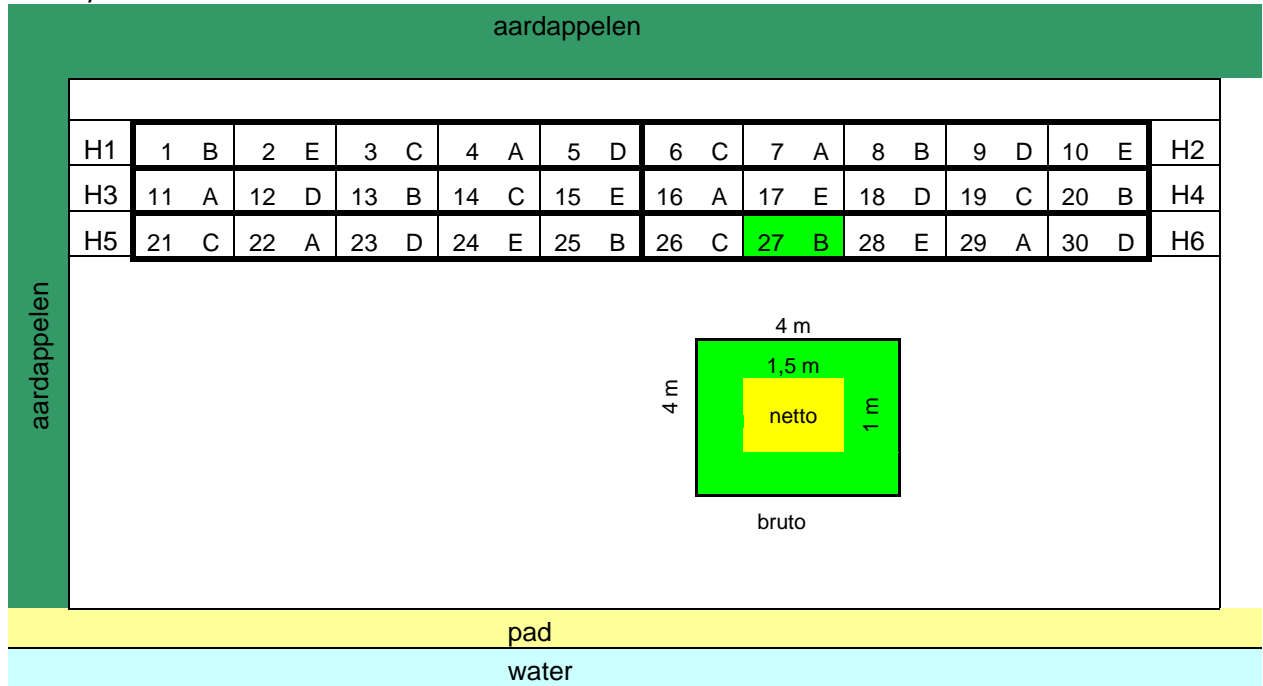 aardappelen
H1 1 B 2 E 3 C 4 A 5 D 6 C 7 A 8 B 9 D 10 E H2
H3 11 A 12 D 13 B 14 C 15 E 16 A 17 E 18 D 19 C 20 B H4
H5 21 C 22 A 23 D 24 E 25 B 26 C 27 B 28 E 29 A 30 D H6
aardappelen
4 m
1,5 m
4 m
netto
1 m
bruto
pad
water